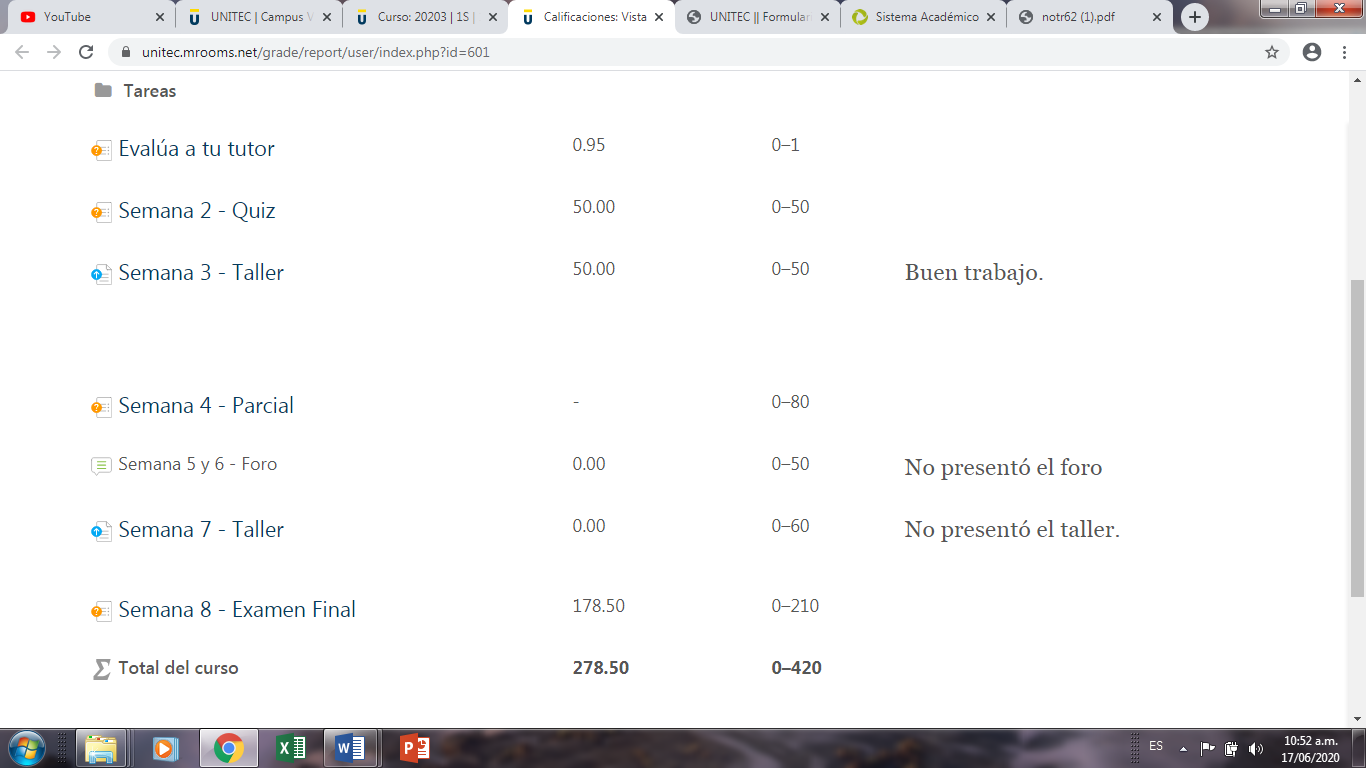 YouTube
UNITEC | Campus V
Curso: 20203 | 1S |
Calificaciones: Vista
UNITEC || Formular
Sistema Académico
notr62 (1).pdf
unitec.mrooms.net/grade/report/user/index.php?id=601
Tareas
Evalúa a tu tutor 0.95 0–1
Semana 2 - Quiz 50.00 0–50
Semana 3 - Taller 50.00 0–50 Buen trabajo.
Semana 4 - Parcial - 0–80
Semana 5 y 6 - Foro 0.00 0–50 No presentó el foro
Semana 7 - Taller 0.00 0–60 No presentó el taller.
Semana 8 - Examen Final 178.50 0–210
Total del curso 278.50 0–420
ES
10:52 a.m.
17/06/2020